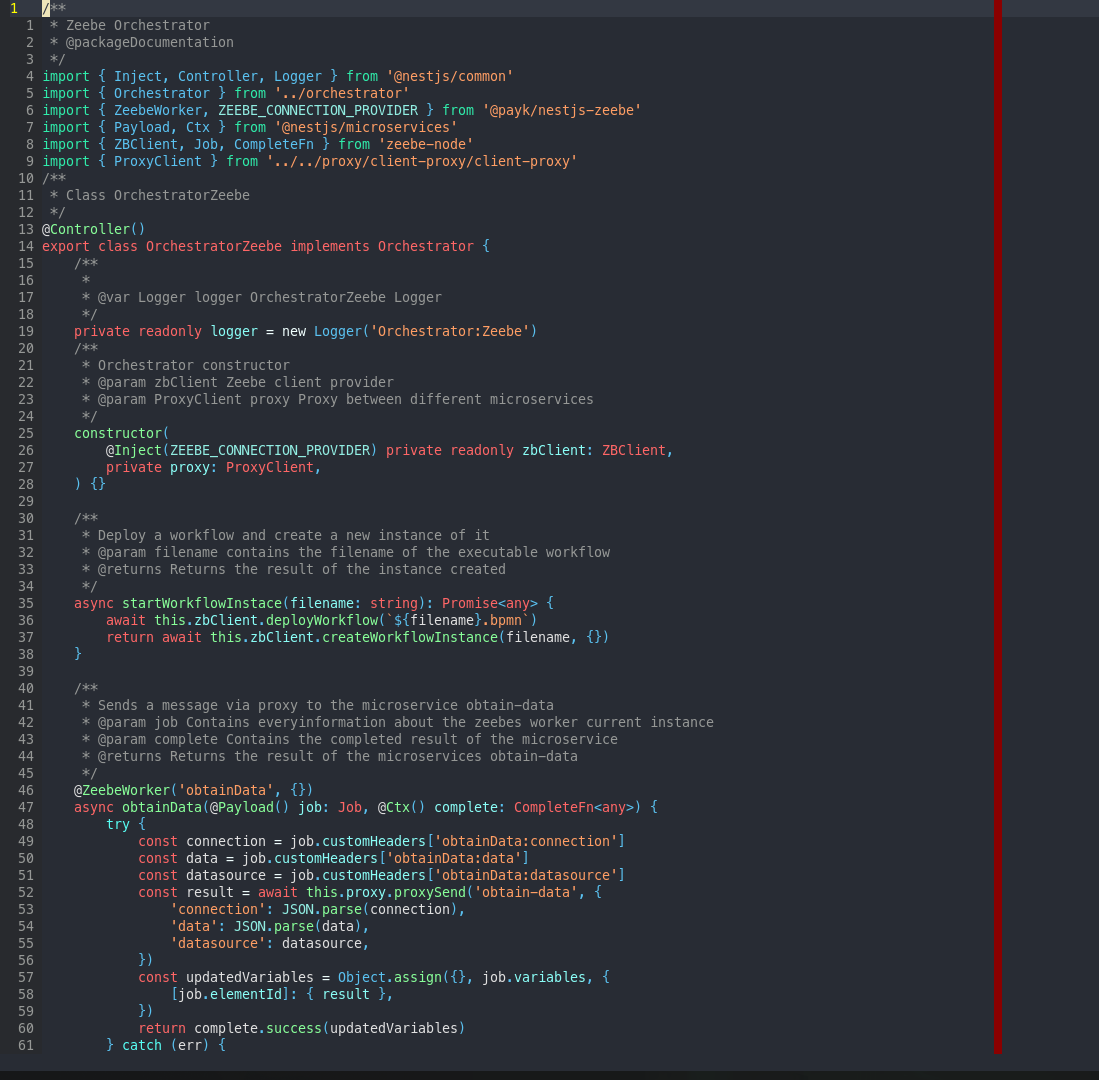 1 /**
1 * Zeebe Orchestrator
2 * @packageDocumentation
3 */
4 import { Inject, Controller, Logger } from '@nestjs/common'
5 import { Orchestrator } from '../orchestrator'
6 import { ZeebeWorker, ZEEBE_CONNECTION_PROVIDER } from '@payk/nestjs-zeebe'
7 import { Payload, Ctx } from '@nestjs/microservices'
8 import { ZBClient, Job, CompleteFn } from 'zeebe-node'
9 import { ProxyClient } from '../../proxy/client-proxy/client-proxy'
10 /**
11 * Class OrchestratorZeebe
12 */
13 @Controller()
14 export class OrchestratorZeebe implements Orchestrator {
15 /**
16 *
17 * @var Logger logger OrchestratorZeebe Logger
18 */
19 private readonly logger = new Logger('Orchestrator:Zeebe')
20 /**
21 * Orchestrator constructor
22 * @param zbClient Zeebe client provider
23 * @param ProxyClient proxy Proxy between different microservices
24 */
25 constructor(
26 @Inject(ZEEBE_CONNECTION_PROVIDER) private readonly zbClient: ZBClient,
27 private proxy: ProxyClient,
28 ) {}
29
30 /**
31 * Deploy a workflow and create a new instance of it
32 * @param filename contains the filename of the executable workflow
33 * @returns Returns the result of the instance created
34 */
35 async startWorkflowInstace(filename: string): Promise<any> {
36 await this.zbClient.deployWorkflow(`${filename}.bpmn`)
37 return await this.zbClient.createWorkflowInstance(filename, {})
38 }
39
40 /**
41 * Sends a message via proxy to the microservice obtain-data
42 * @param job Contains everyinformation about the zeebes worker current instance
43 * @param complete Contains the completed result of the microservice
44 * @returns Returns the result of the microservices obtain-data
45 */
46 @ZeebeWorker('obtainData', {})
47 async obtainData(@Payload() job: Job, @Ctx() complete: CompleteFn<any>) {
48 try {
49 const connection = job.customHeaders['obtainData:connection']
50 const data = job.customHeaders['obtainData:data']
51 const datasource = job.customHeaders['obtainData:datasource']
52 const result = await this.proxy.proxySend('obtain-data', {
53 'connection': JSON.parse(connection),
54 'data': JSON.parse(data),
55 'datasource': datasource,
56 })
57 const updatedVariables = Object.assign({}, job.variables, {
58 [job.elementId]: { result },
59 })
60 return complete.success(updatedVariables)
61 } catch (err) {